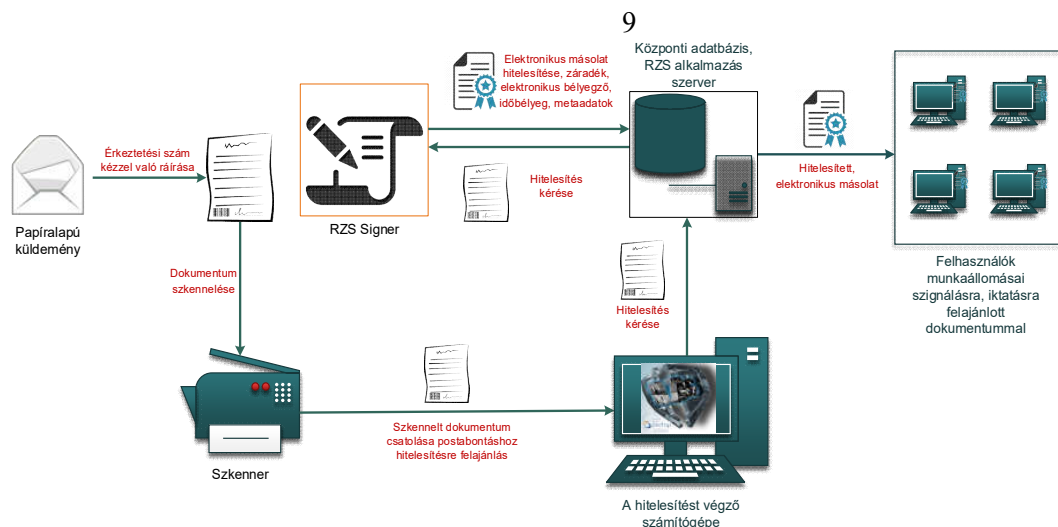 9
Elektronikus másolat
hitelesítése, záradék,
elektronikus bélyegző,
időbélyeg, metaadatok
Központi adatbázis,
RZS alkalmazás
szerver
Érkeztetési szám
kézzel való ráírása
Papíralapú
küldemény
RZS Signer
Hitelesítés
kérése
Hitelesített,
elektronikus másolat
Felhasználók
munkaállomásai
szignálásra, iktatásra
felajánlott
dokumentummal
Dokumentum
szkennelése
Hitelesítés
kérése
Szkenner
Szkennelt dokumentum
csatolása postabontáshoz
hitelesítésre felajánlás
A hitelesítést végző
számítógépe